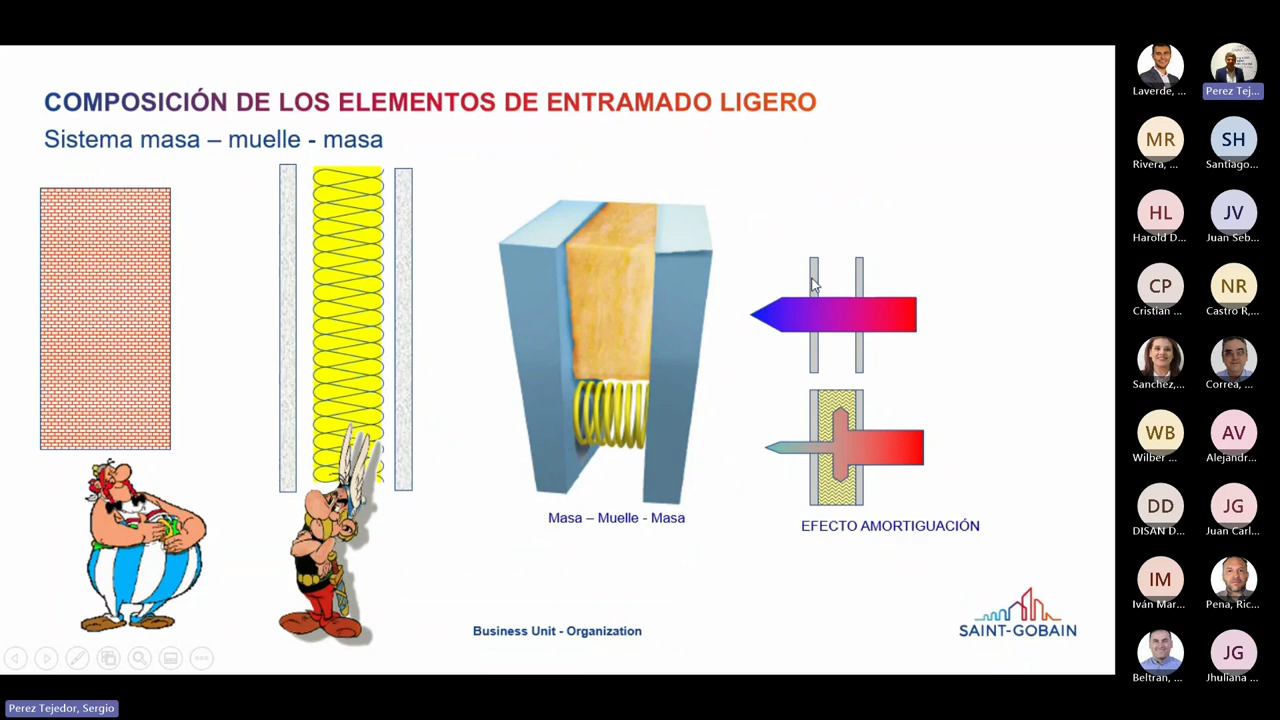 COMPOSICIÓN DE LOS ELEMENTOS DE ENTRAMADO LIGERO
Sistema masa – muelle - masa
Masa – Muelle - Masa
EFECTO AMORTIGUACIÓN
Business Unit - Organization
SAINT-GOBAIN
Perez Tejedor, Sergio
Laverde, ...
Perez Tej...
MR
Rivera, ...
SH
Santiago...
HL
Harold D...
JV
Juan Seb...
CP
Cristian ...
NR
Castro R,...
Sanchez,...
Correa, ...
WB
Wilber ...
AV
Alejandr...
DD
DISAN D...
JG
Juan Carl...
IM
Iván Mar...
Pena, Ric...
Beltran, ...
JG
Jhuliana ...